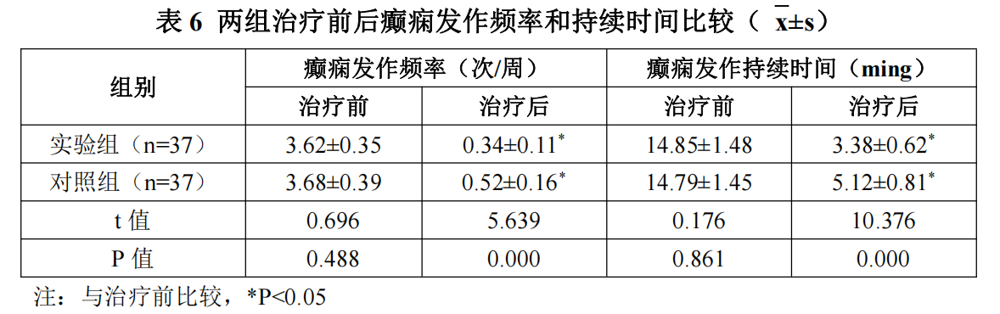 表 6 两组治疗前后癫痫发作频率和持续时间比较（ x̅±s）
组别 癫痫发作频率（次/周） 癫痫发作持续时间（ming）
治疗前 治疗后 治疗前 治疗后
实验组（n=37） 3.62±0.35 0.34±0.11* 14.85±1.48 3.38±0.62*
对照组（n=37） 3.68±0.39 0.52±0.16* 14.79±1.45 5.12±0.81*
t 值 0.696 5.639 0.176 10.376
P 值 0.488 0.000 0.861 0.000
注：与治疗前比较，*P<0.05